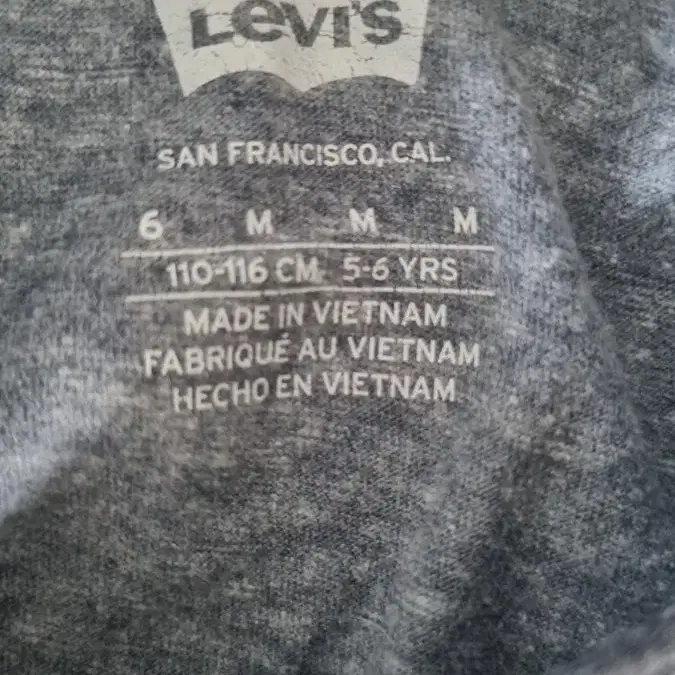 Levi's
SAN FRANCISCO, CAL.
6 M M M
110-116 CM 5-6 YRS
MADE IN VIETNAM
FABRIQUÉ AU VIETNAM
HECHO EN VIETNAM